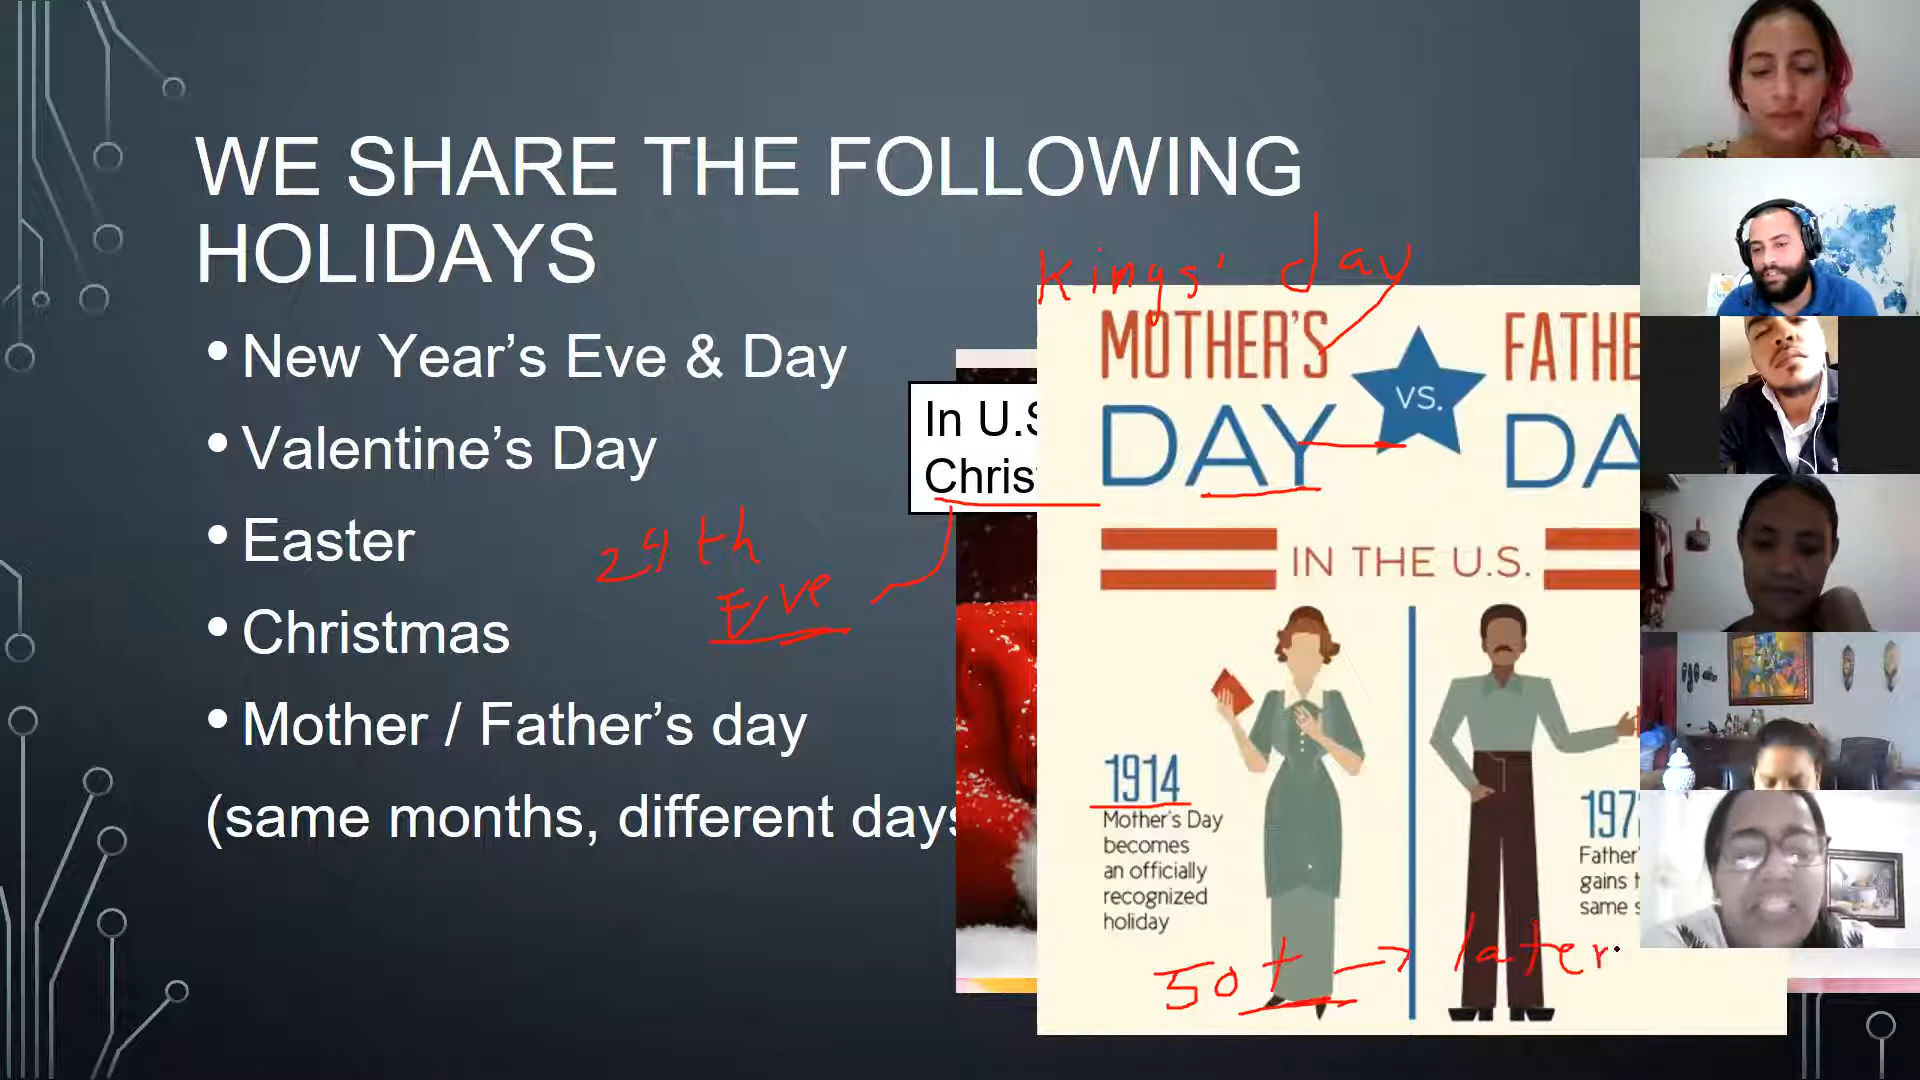 WE SHARE THE FOLLOWING
HOLIDAYS
• New Year’s Eve & Day
• Valentine’s Day
• Easter
• Christmas
• Mother / Father’s day
(same months, different days
24th
Eve
In U.S
Chris
Kings' day
MOTHER'S
DAY
VS.
FATHE
DA
IN THE U.S.
1914
Mother's Day
becomes
an officially
recognized
holiday
197
Father'
gains t
same s
50+ → later